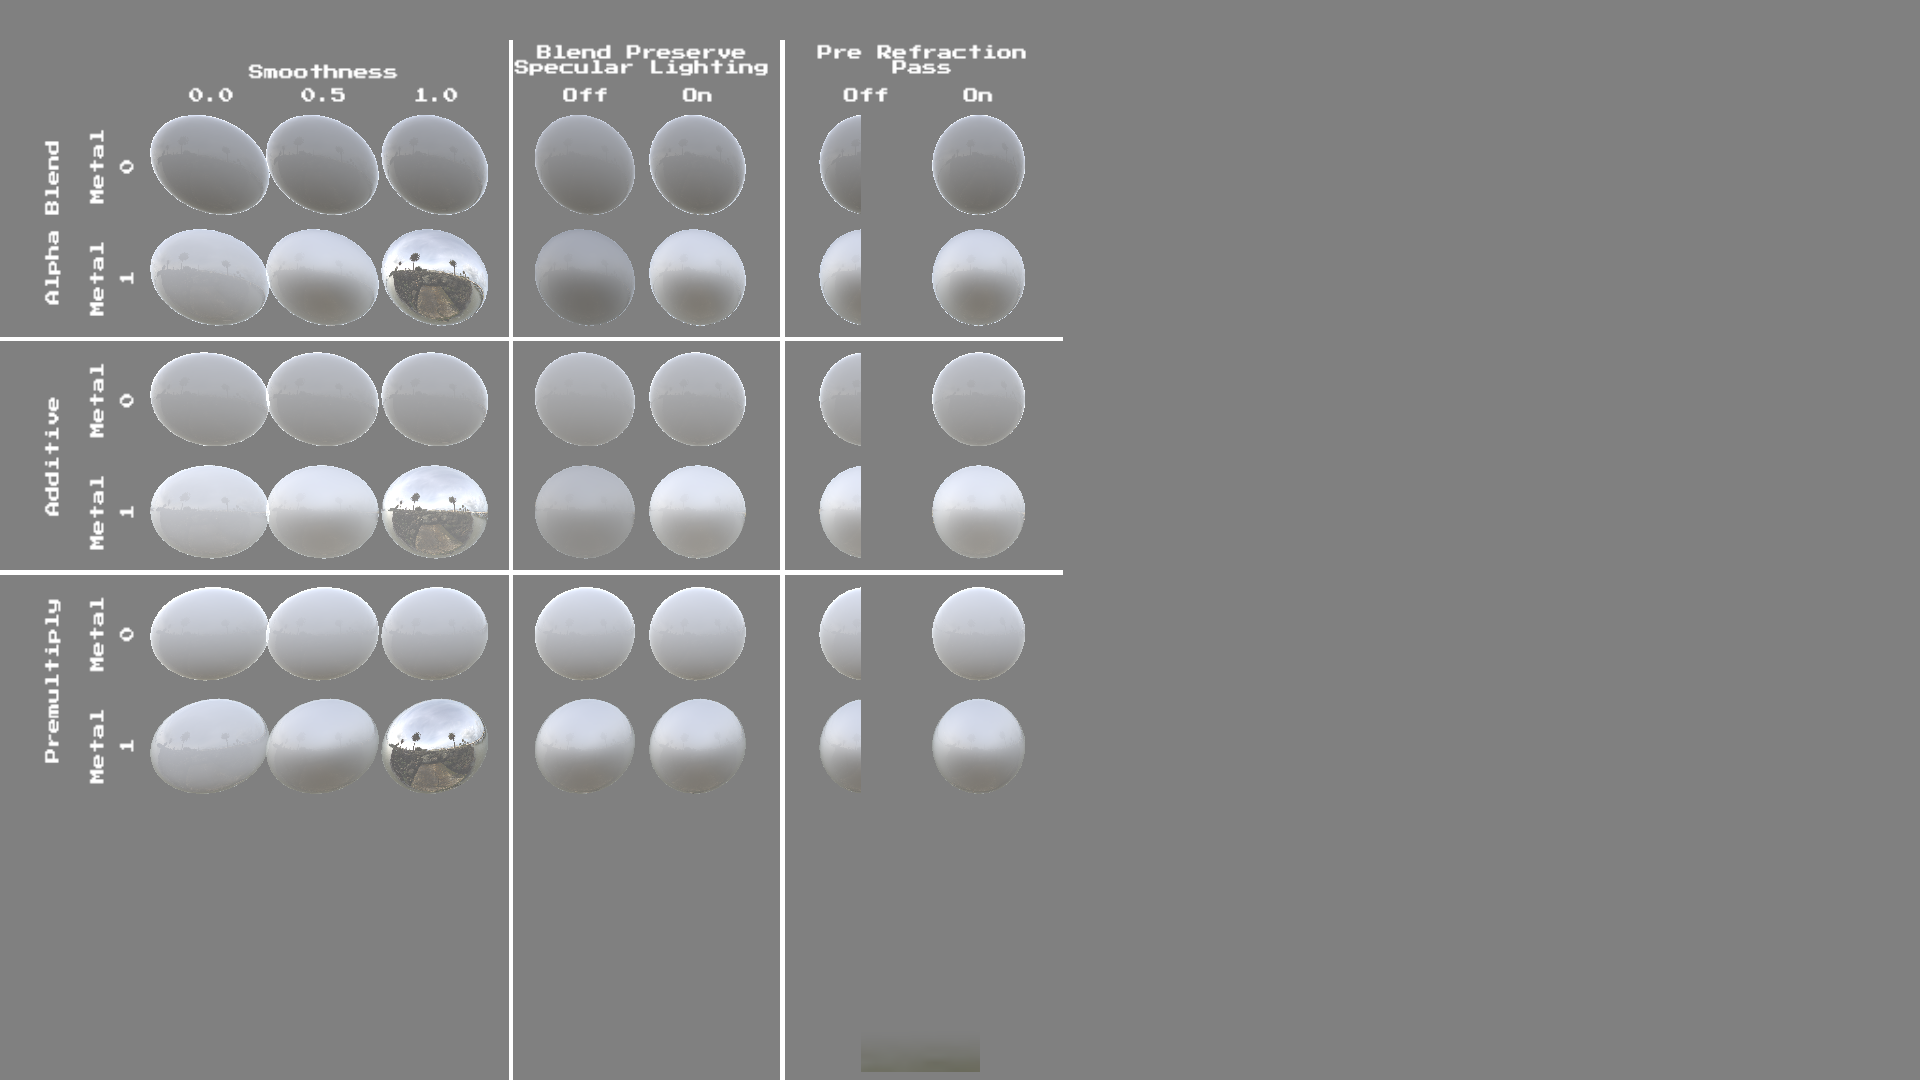 Blend Preserve
Specular Lighting
Pre Refraction
Pass
Smoothness
0.0 0.5 1.0
Off On
Off On
Alpha Blend
Metal
0
Metal
1
Additive
Metal
0
Metal
1
Premultiply
Metal
0
Metal
1